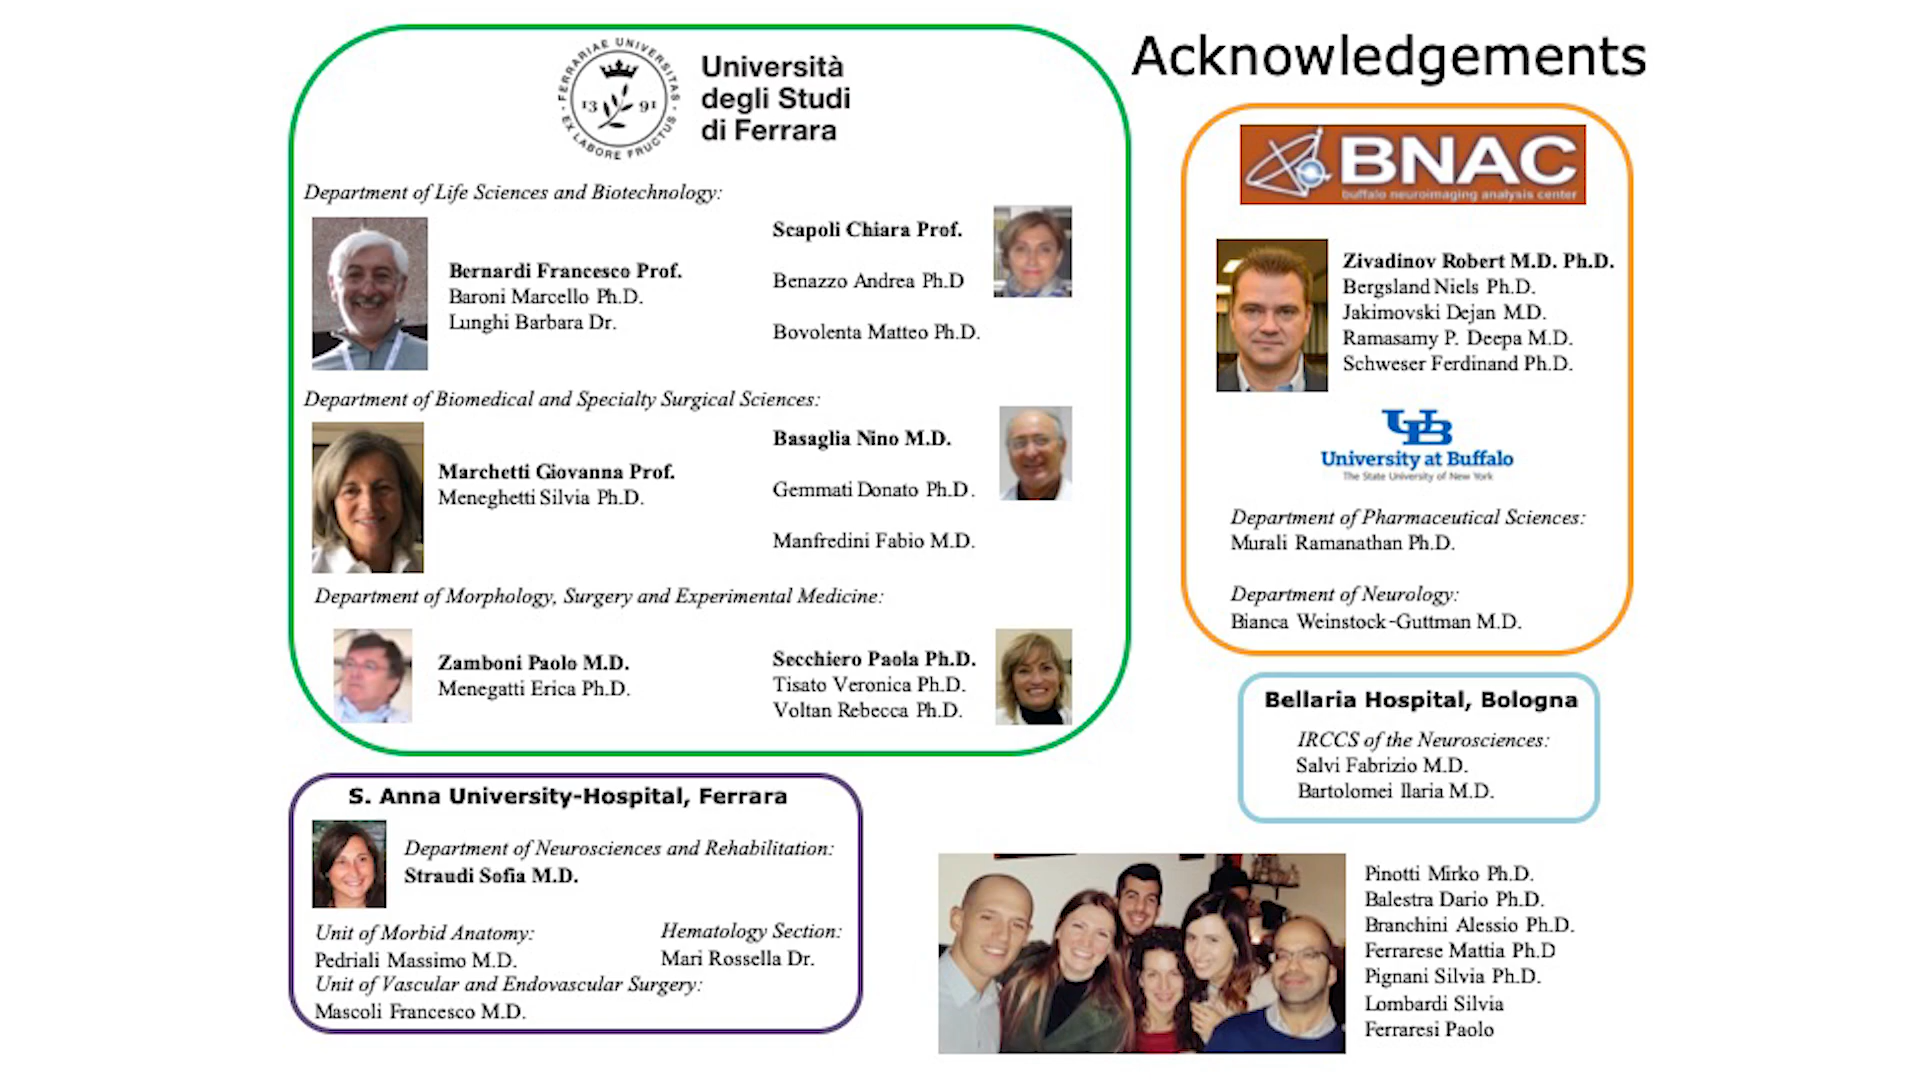 Acknowledgements
FERRARIAE UNIVERSITAS
EX LABORE FRUCTUS
1391
Università
degli Studi
di Ferrara
Department of Life Sciences and Biotechnology:
Bernardi Francesco Prof.
Baroni Marcello Ph.D.
Lunghi Barbara Dr.
Scapoli Chiara Prof.
Benazzo Andrea Ph.D
Bovolenta Matteo Ph.D.
Department of Biomedical and Specialty Surgical Sciences:
Marchetti Giovanna Prof.
Meneghetti Silvia Ph.D.
Basaglia Nino M.D.
Gemmati Donato Ph.D.
Manfredini Fabio M.D.
Department of Morphology, Surgery and Experimental Medicine:
Zamboni Paolo M.D.
Menegatti Erica Ph.D.
Secchiero Paola Ph.D.
Tisato Veronica Ph.D.
Voltan Rebecca Ph.D.
BNAC
buffalo neuroimaging analysis center
Zivadinov Robert M.D. Ph.D.
Bergsland Niels Ph.D.
Jakimovski Dejan M.D.
Ramasamy P. Deepa M.D.
Schweser Ferdinand Ph.D.
UB
University at Buffalo
The State University of New York
Department of Pharmaceutical Sciences:
Murali Ramanathan Ph.D.
Department of Neurology:
Bianca Weinstock-Guttman M.D.
Bellaria Hospital, Bologna
IRCCS of the Neurosciences:
Salvi Fabrizio M.D.
Bartolomei Ilaria M.D.
S. Anna University-Hospital, Ferrara
Department of Neurosciences and Rehabilitation:
Straudi Sofia M.D.
Unit of Morbid Anatomy:
Pedriali Massimo M.D.
Hematology Section:
Mari Rossella Dr.
Unit of Vascular and Endovascular Surgery:
Mascoli Francesco M.D.
Pinotti Mirko Ph.D.
Balestra Dario Ph.D.
Branchini Alessio Ph.D.
Ferrarese Mattia Ph.D
Pignani Silvia Ph.D.
Lombardi Silvia
Ferraresi Paolo